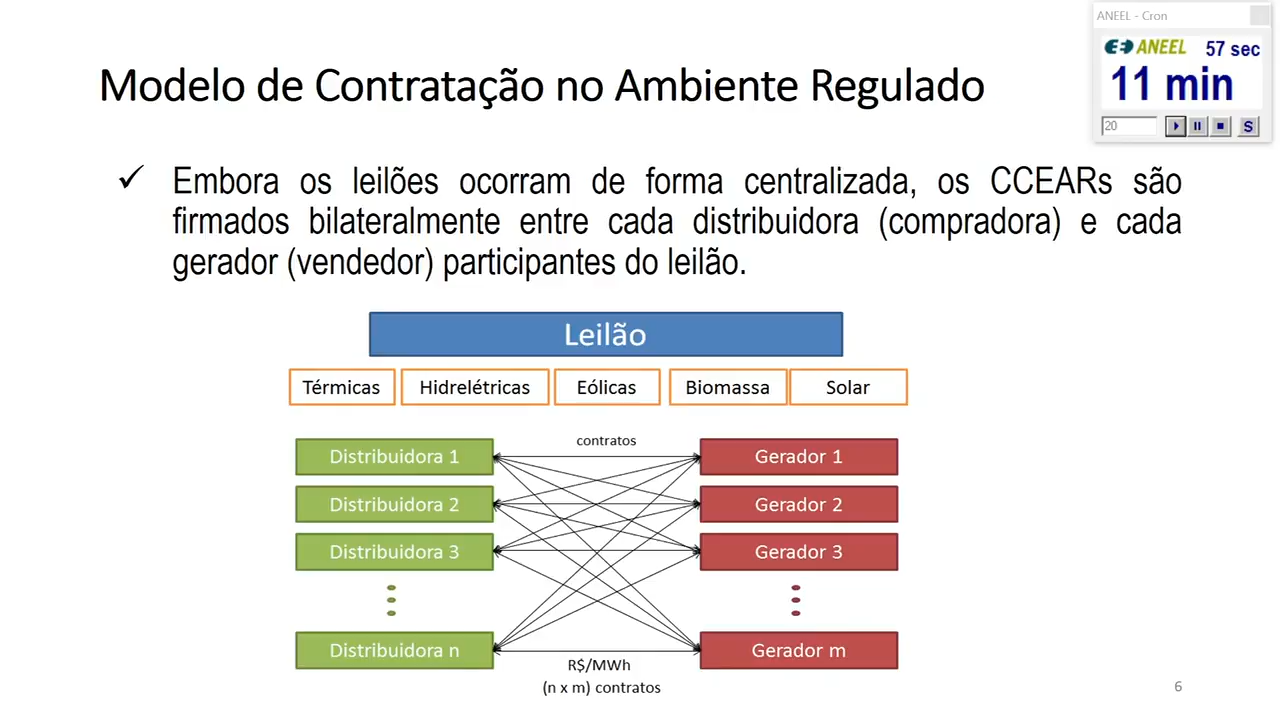 ANEEL - Cron
ANEEL 57 sec
11 min
20
S
Modelo de Contratação no Ambiente Regulado
Embora os leilões ocorram de forma centralizada, os CCEARs são
firmados bilateralmente entre cada distribuidora (compradora) e cada
gerador (vendedor) participantes do leilão.
Leilão
Térmicas Hidrelétricas Eólicas Biomassa Solar
contratos
Distribuidora 1 Gerador 1
Distribuidora 2 Gerador 2
Distribuidora 3 Gerador 3
Distribuidora n Gerador m
R$/MWh
(n x m) contratos
6